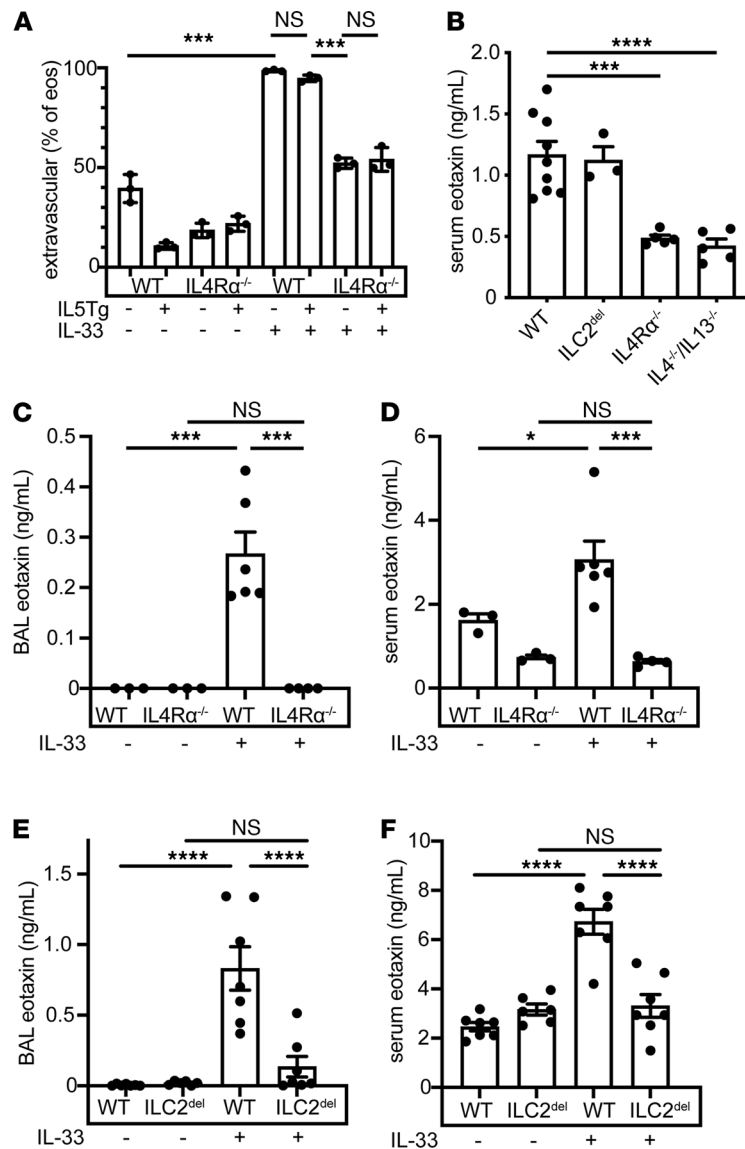 A
NS NS
*** ***
extravascular (% of eos)
100
50
0
WT IL4Rα-/- WT IL4Rα-/-
IL5Tg - + - + - + - +
IL-33 - - - - + + + +
B
****
***
serum eotaxin (ng/mL)
2.0
1.5
1.0
0.5
0.0
WT ILC2del IL4Rα-/- IL4-/-/IL13-/-
C
NS
*** ***
BAL eotaxin (ng/mL)
0.5
0.4
0.3
0.2
0.1
0
WT IL4Rα-/- WT IL4Rα-/-
IL-33 - - + +
D
NS
* ***
serum eotaxin (ng/mL)
6
4
2
0
WT IL4Rα-/- WT IL4Rα-/-
IL-33 - - + +
E
NS
**** ****
BAL eotaxin (ng/mL)
1.5
1.0
0.5
0
WT ILC2del WT ILC2del
IL-33 - - + +
F
NS
**** ****
serum eotaxin (ng/mL)
10
8
6
4
2
0
WT ILC2del WT ILC2del
IL-33 - - + +